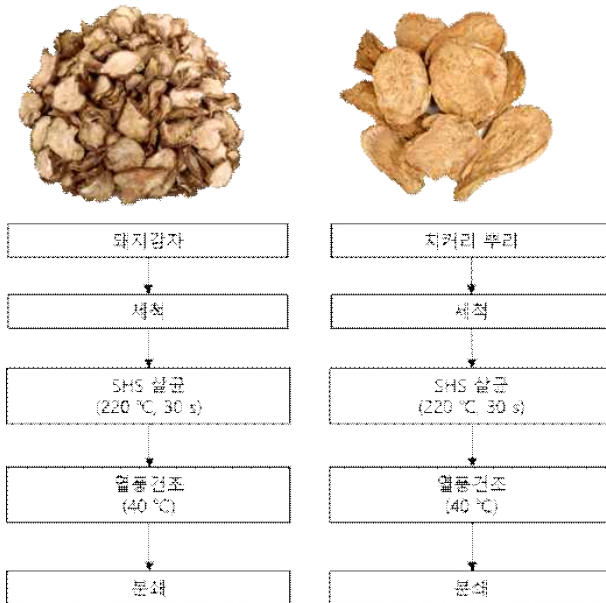 돼지감자
세척
SHS 살균
(220 ℃, 30 s)
열풍건조
(40 ℃)
분쇄
치커리 뿌리
세척
SHS 살균
(220 ℃, 30 s)
열풍건조
(40 ℃)
분쇄